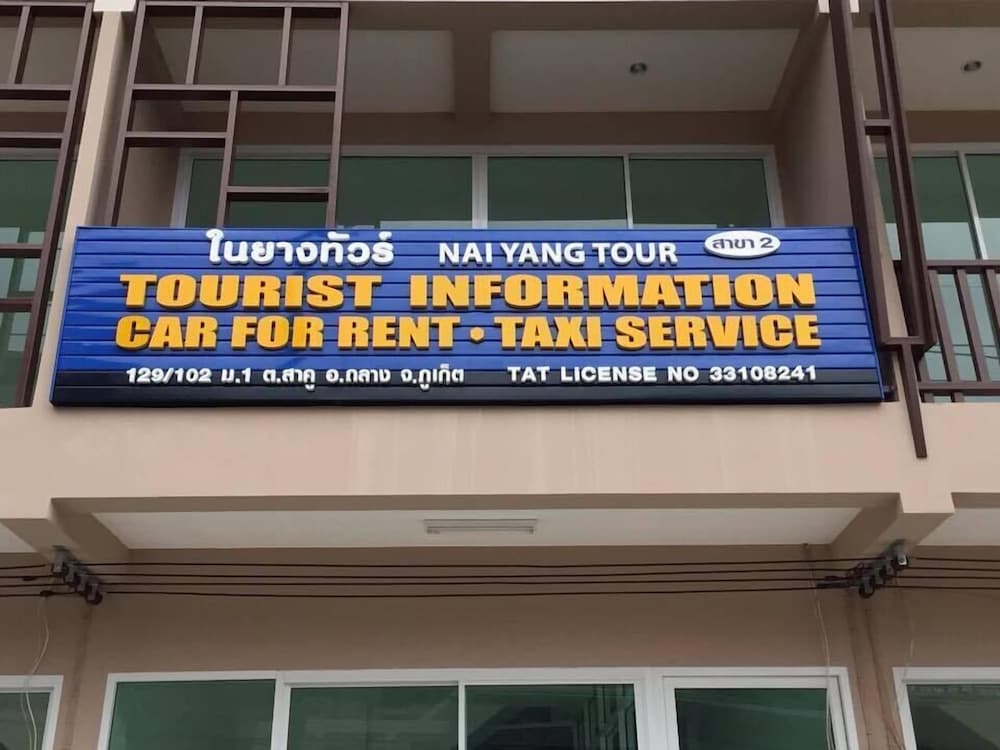 ในยางทัวร์ NAI YANG TOUR สาขา 2
TOURIST INFORMATION
CAR FOR RENT • TAXI SERVICE
129/102 ม.1 ต.สาคู อ.ถลาง จ.ภูเก็ต TAT LICENSE NO 33108241